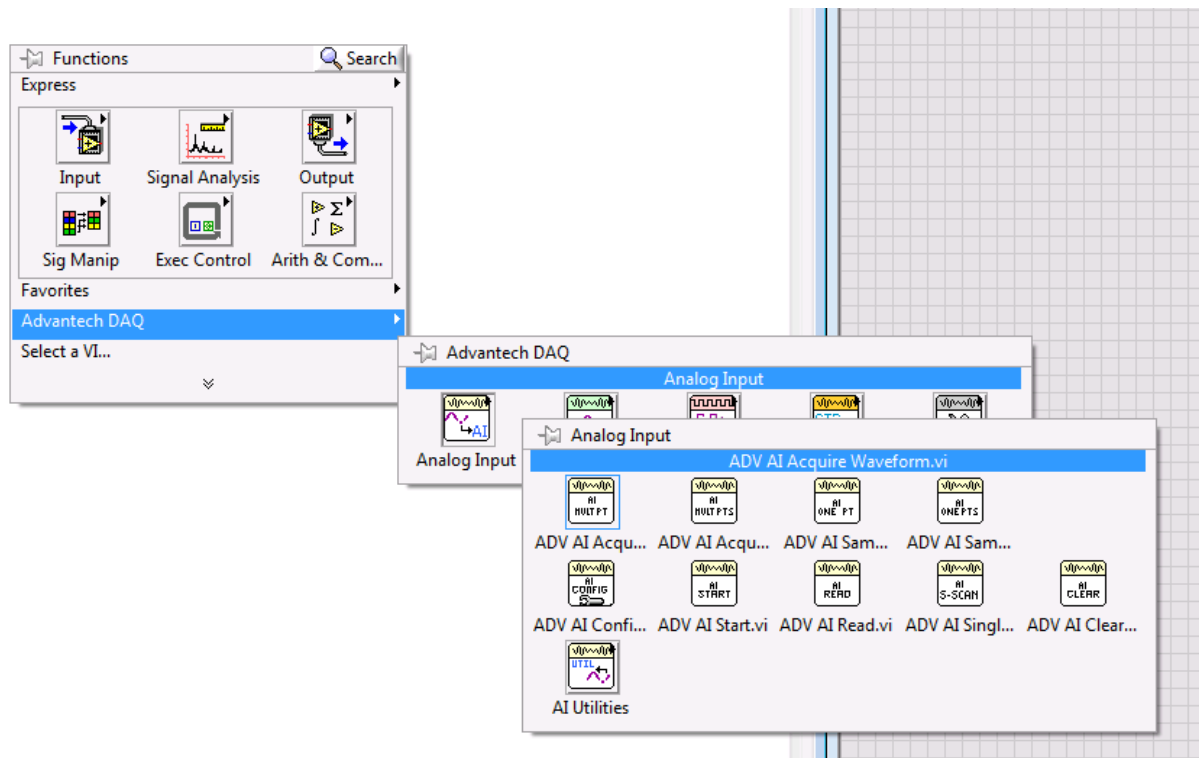 Functions Search
Express
Input Signal Analysis Output
Sig Manip Exec Control Arith & Com...
Favorites
Advantech DAQ
Select a VI...
Advantech DAQ
Analog Input
AI
Analog Input
Analog Input
ADV AI Acquire Waveform.vi
AI MULT PT
AI MULT PTS
AI ONE PT
AI ONE PTS
ADV AI Acqu... ADV AI Acqu... ADV AI Sam... ADV AI Sam...
AI CONFIG
AI START
AI READ
AI S-SCAN
AI CLEAR
ADV AI Confi... ADV AI Start.vi ADV AI Read.vi ADV AI Singl... ADV AI Clear...
UTIL
AI Utilities